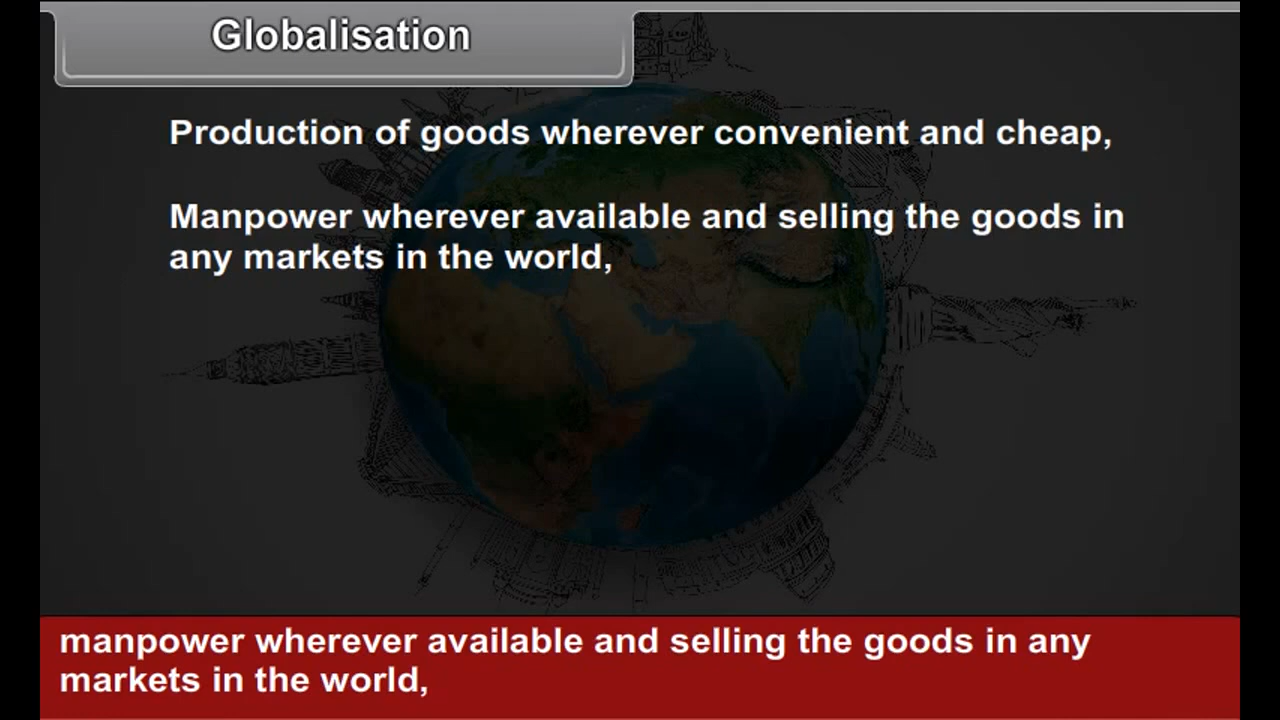 Globalisation
Production of goods wherever convenient and cheap,
Manpower wherever available and selling the goods in
any markets in the world,
manpower wherever available and selling the goods in any
markets in the world,